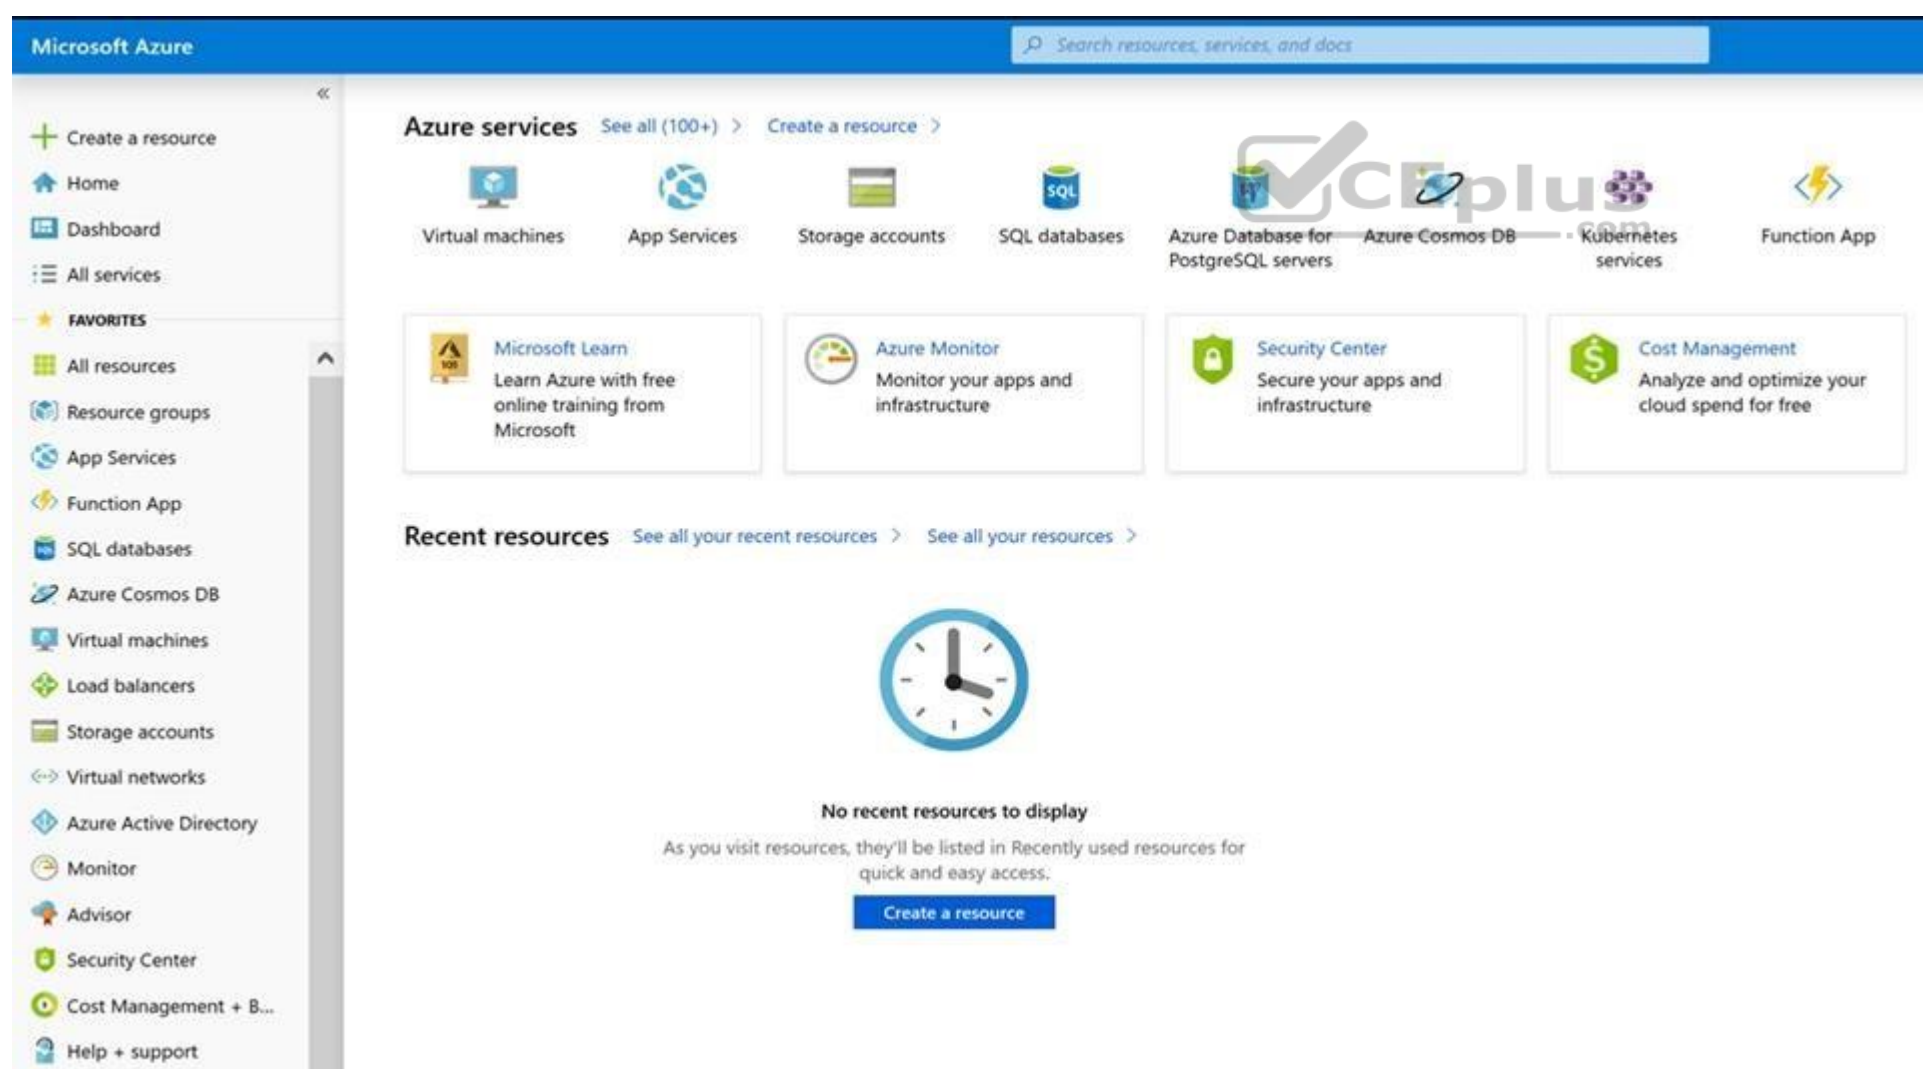 Microsoft Azure
Search resources, services, and docs
«
Create a resource
Home
Dashboard
All services
FAVORITES
All resources
Resource groups
App Services
Function App
SQL databases
Azure Cosmos DB
Virtual machines
Load balancers
Storage accounts
Virtual networks
Azure Active Directory
Monitor
Advisor
Security Center
Cost Management + B...
Help + support
Azure services See all (100+) > Create a resource >
VCEplus
.com
SQL
Virtual machines App Services Storage accounts SQL databases Azure Database for Azure Cosmos DB Kubernetes Function App
PostgreSQL servers services
Microsoft Learn
Learn Azure with free
online training from
Microsoft
Azure Monitor
Monitor your apps and
infrastructure
Security Center
Secure your apps and
infrastructure
Cost Management
Analyze and optimize your
cloud spend for free
Recent resources See all your recent resources > See all your resources >
No recent resources to display
As you visit resources, they'll be listed in Recently used resources for
quick and easy access.
Create a resource